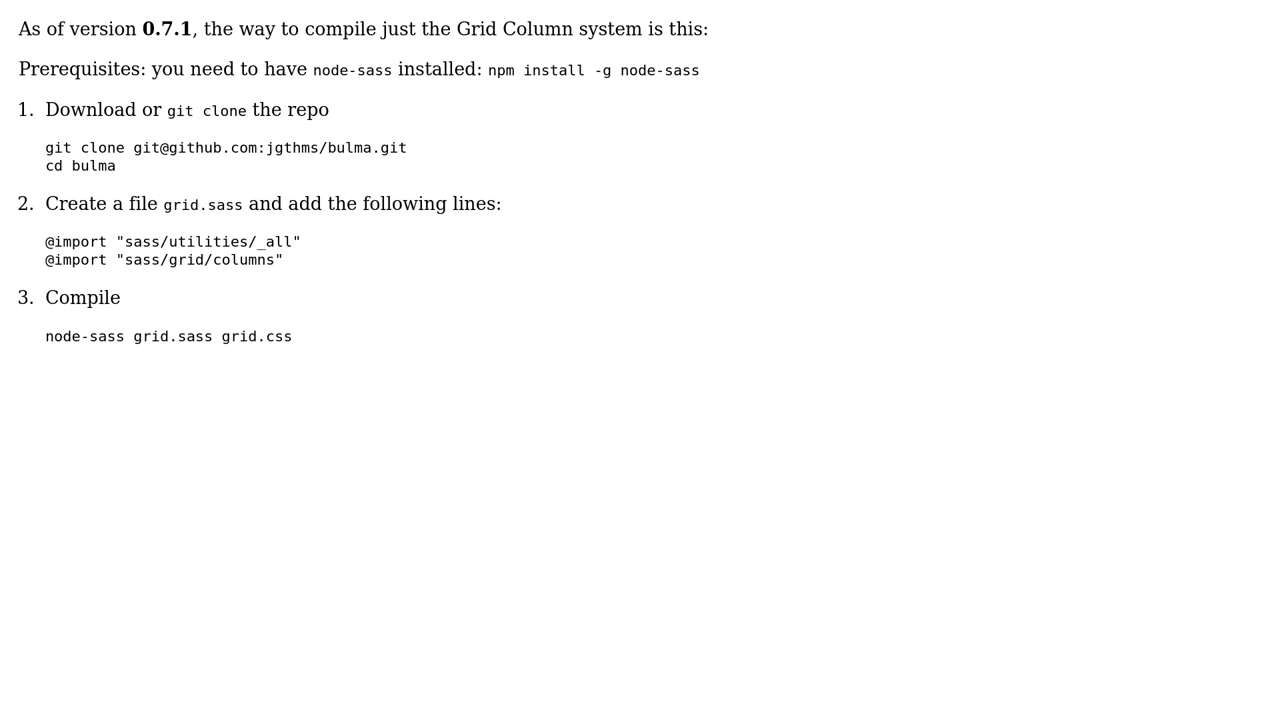 As of version 0.7.1, the way to compile just the Grid Column system is this:
Prerequisites: you need to have node-sass installed: npm install -g node-sass
1. Download or git clone the repo
git clone git@github.com:jgthms/bulma.git
cd bulma
2. Create a file grid.sass and add the following lines:
@import "sass/utilities/_all"
@import "sass/grid/columns"
3. Compile
node-sass grid.sass grid.css